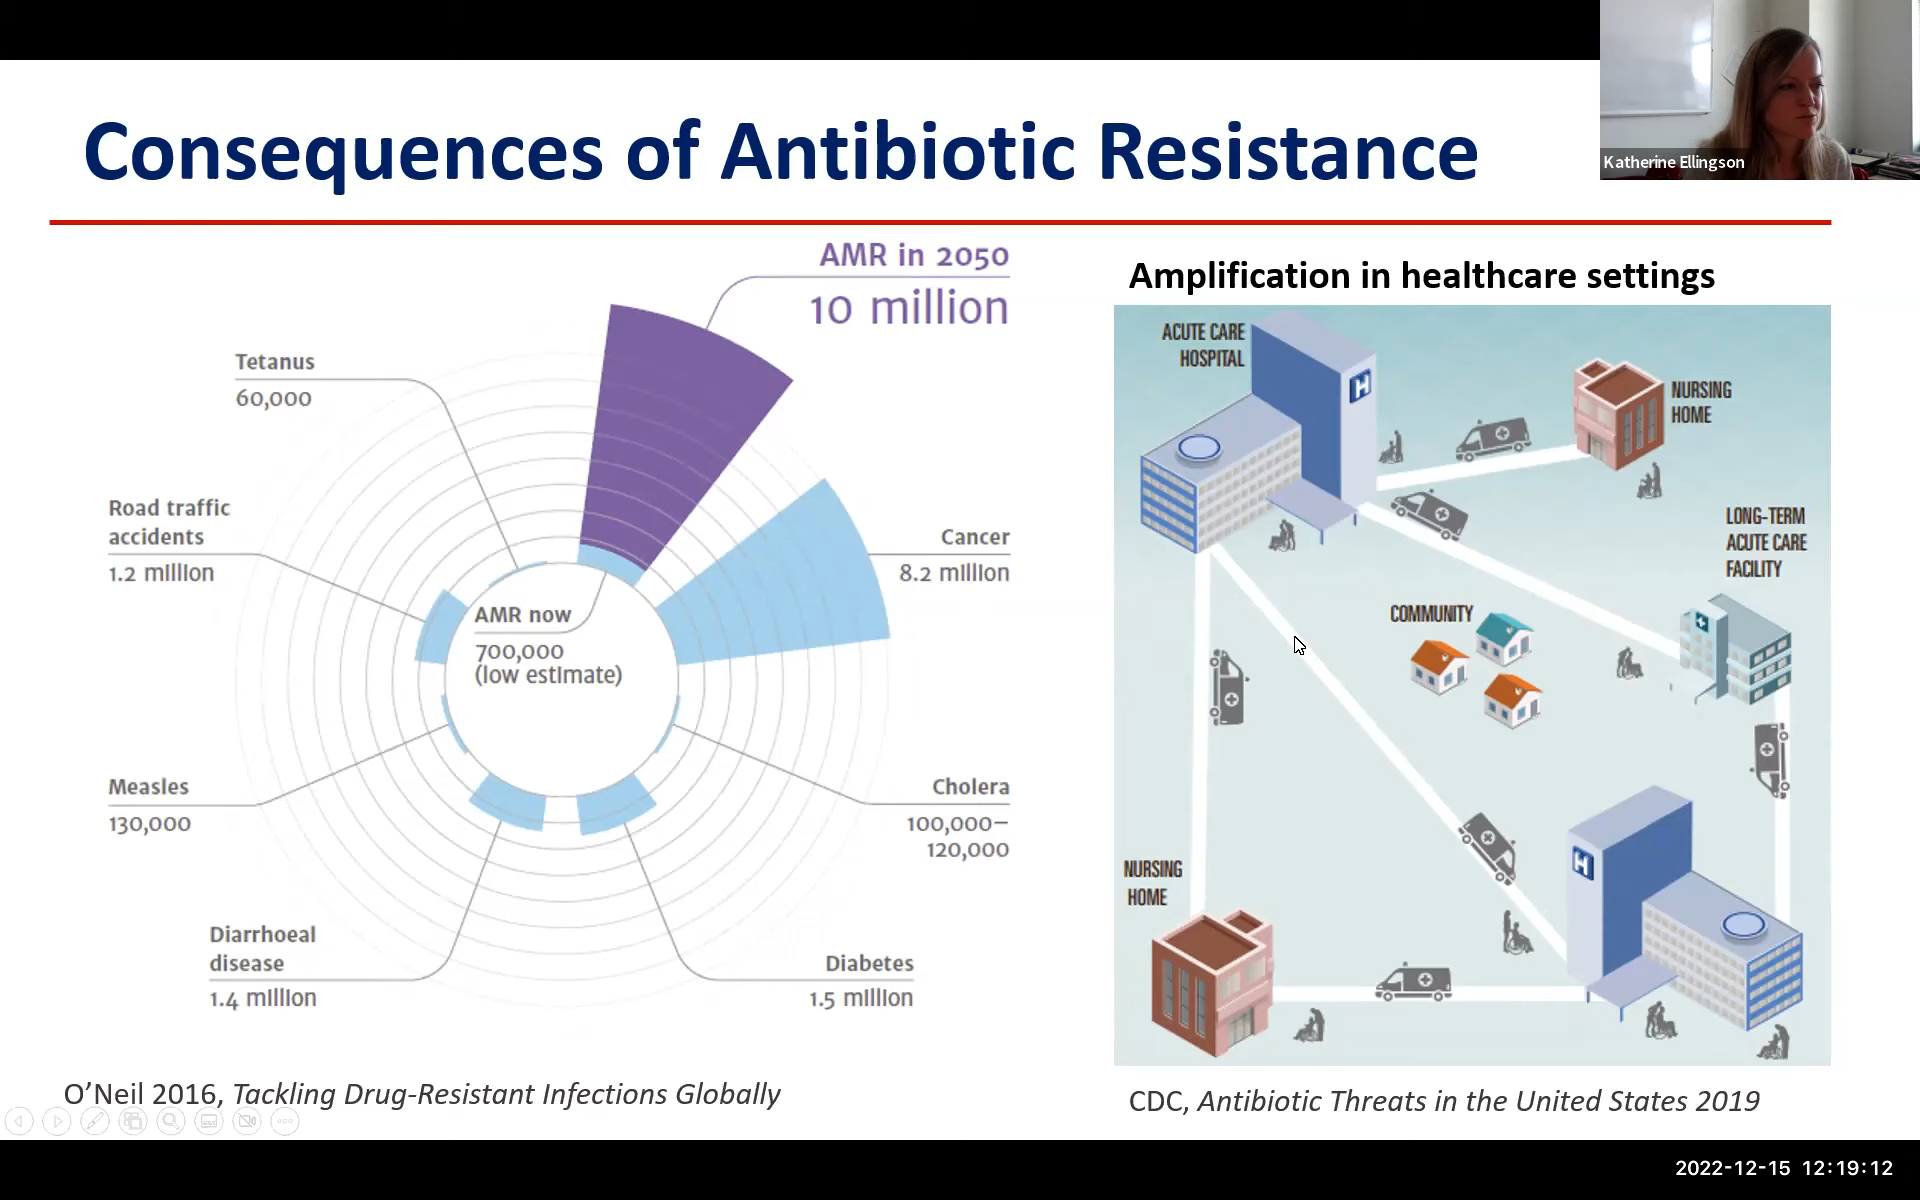 Consequences of Antibiotic Resistance
Katherine Ellingson
AMR in 2050
10 million
Tetanus
60,000
Road traffic
accidents
1.2 million
Cancer
8.2 million
AMR now
700,000
(low estimate)
Measles
130,000
Cholera
100,000–
120,000
Diarrhoeal
disease
1.4 million
Diabetes
1.5 million
O’Neil 2016, Tackling Drug-Resistant Infections Globally
Amplification in healthcare settings
ACUTE CARE
HOSPITAL
H
NURSING
HOME
LONG-TERM
ACUTE CARE
FACILITY
COMMUNITY
NURSING
HOME
H
CDC, Antibiotic Threats in the United States 2019
2022-12-15 12:19:12